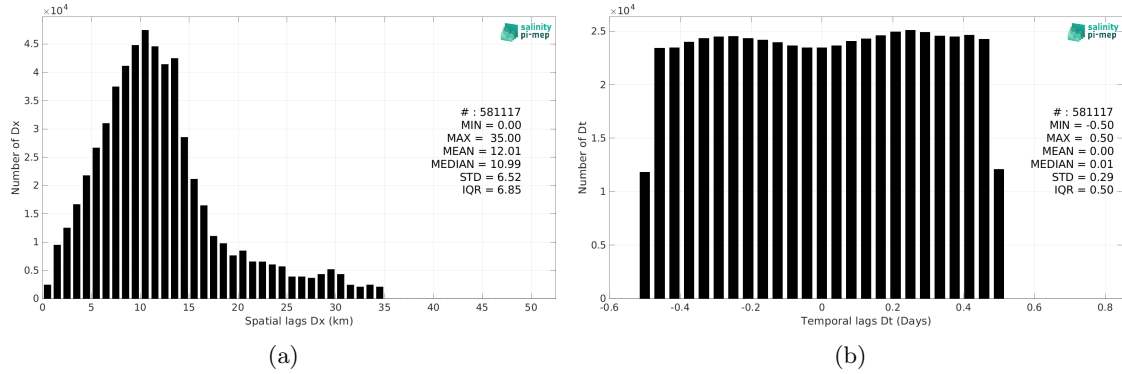 ×10⁴
4.5
4
3.5
3
2.5
2
1.5
1
0.5
0
Number of Dx
0 5 10 15 20 25 30 35 40 45 50
Spatial lags Dx (km)
salinity
pi-mep
# : 581117
MIN = 0.00
MAX = 35.00
MEAN = 12.01
MEDIAN = 10.99
STD = 6.52
IQR = 6.85
(a)
×10⁴
2.5
2
1.5
1
0.5
0
Number of Dt
-0.6 -0.4 -0.2 0 0.2 0.4 0.6 0.8
Temporal lags Dt (Days)
salinity
pi-mep
# : 581117
MIN = -0.50
MAX = 0.50
MEAN = 0.00
MEDIAN = 0.01
STD = 0.29
IQR = 0.50
(b)